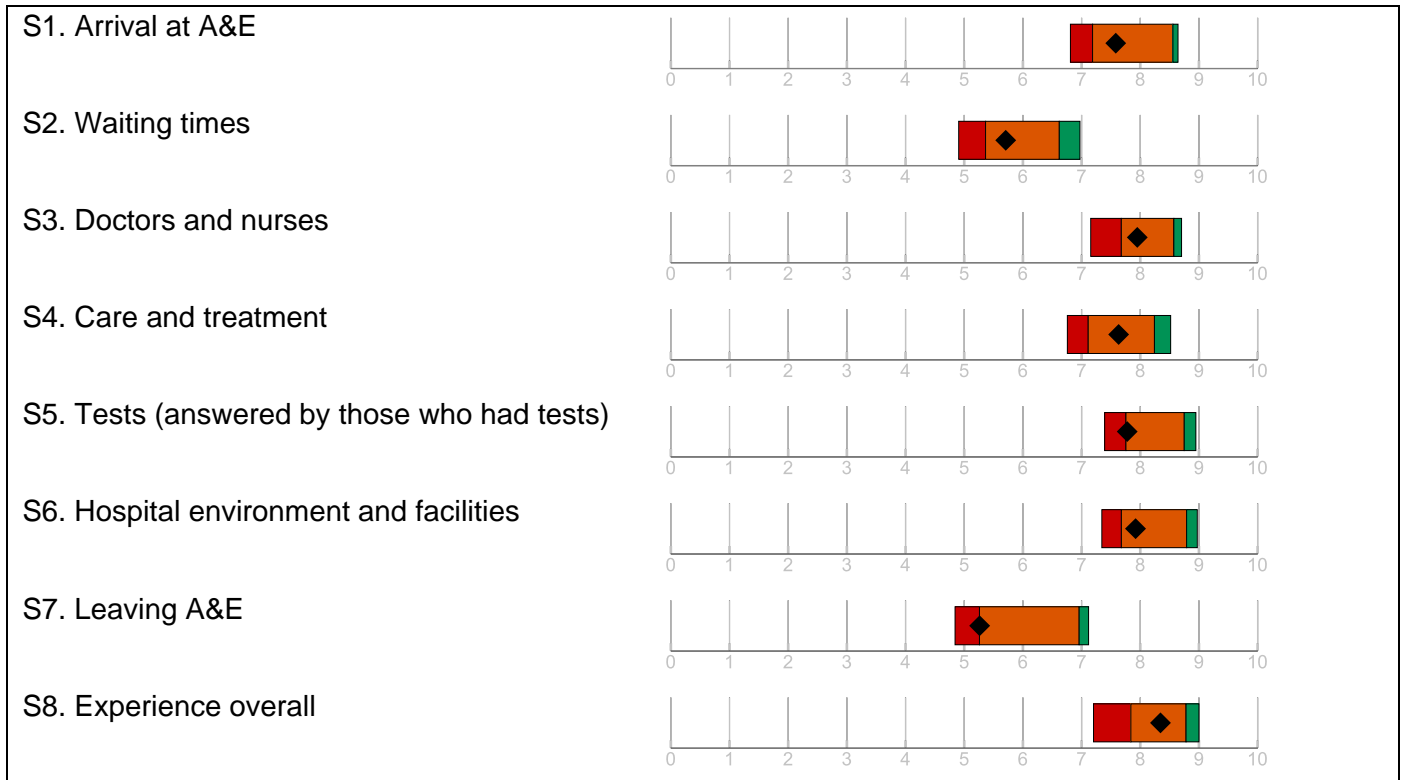 S1. Arrival at A&E
0 1 2 3 4 5 6 7 8 9 10
S2. Waiting times
0 1 2 3 4 5 6 7 8 9 10
S3. Doctors and nurses
0 1 2 3 4 5 6 7 8 9 10
S4. Care and treatment
0 1 2 3 4 5 6 7 8 9 10
S5. Tests (answered by those who had tests)
0 1 2 3 4 5 6 7 8 9 10
S6. Hospital environment and facilities
0 1 2 3 4 5 6 7 8 9 10
S7. Leaving A&E
0 1 2 3 4 5 6 7 8 9 10
S8. Experience overall
0 1 2 3 4 5 6 7 8 9 10